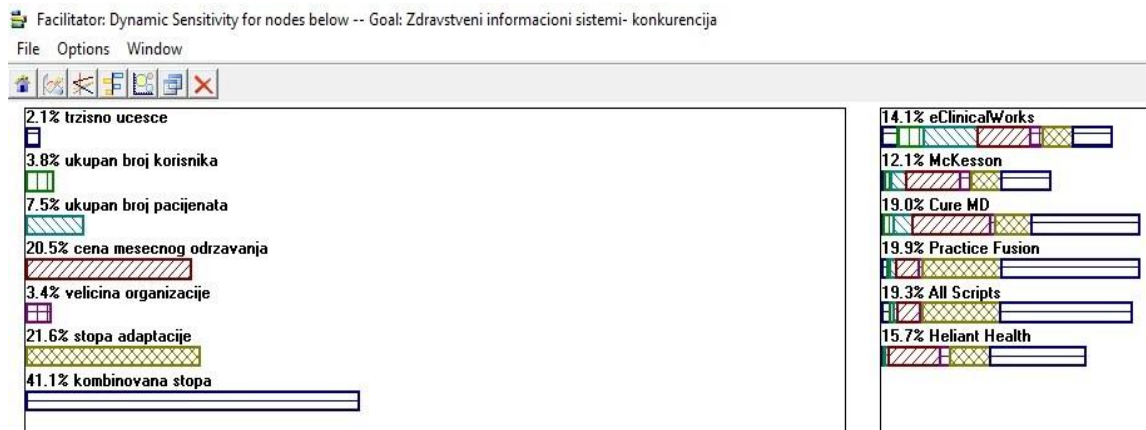 Facilitator: Dynamic Sensitivity for nodes below -- Goal: Zdravstveni informacioni sistemi- konkurencija
File Options Window
2.1% trzisno ucesce
3.8% ukupan broj korisnika
7.5% ukupan broj pacijenata
20.5% cena mesecnog odrzavanja
3.4% velicina organizacije
21.6% stopa adaptacije
41.1% kombinovana stopa
14.1% eClinicalWorks
12.1% McKesson
19.0% Cure MD
19.9% Practice Fusion
19.3% All Scripts
15.7% Heliant Health